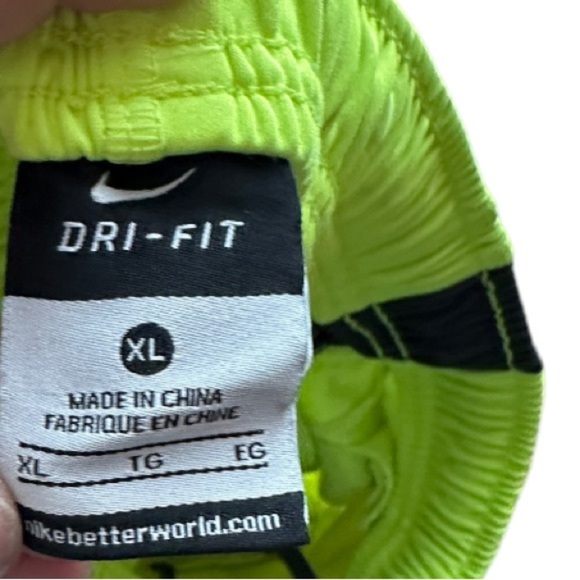 DRI-FIT
XL
MADE IN CHINA
FABRIQUE EN CHINE
XL TG EG
nikebetterworld.com